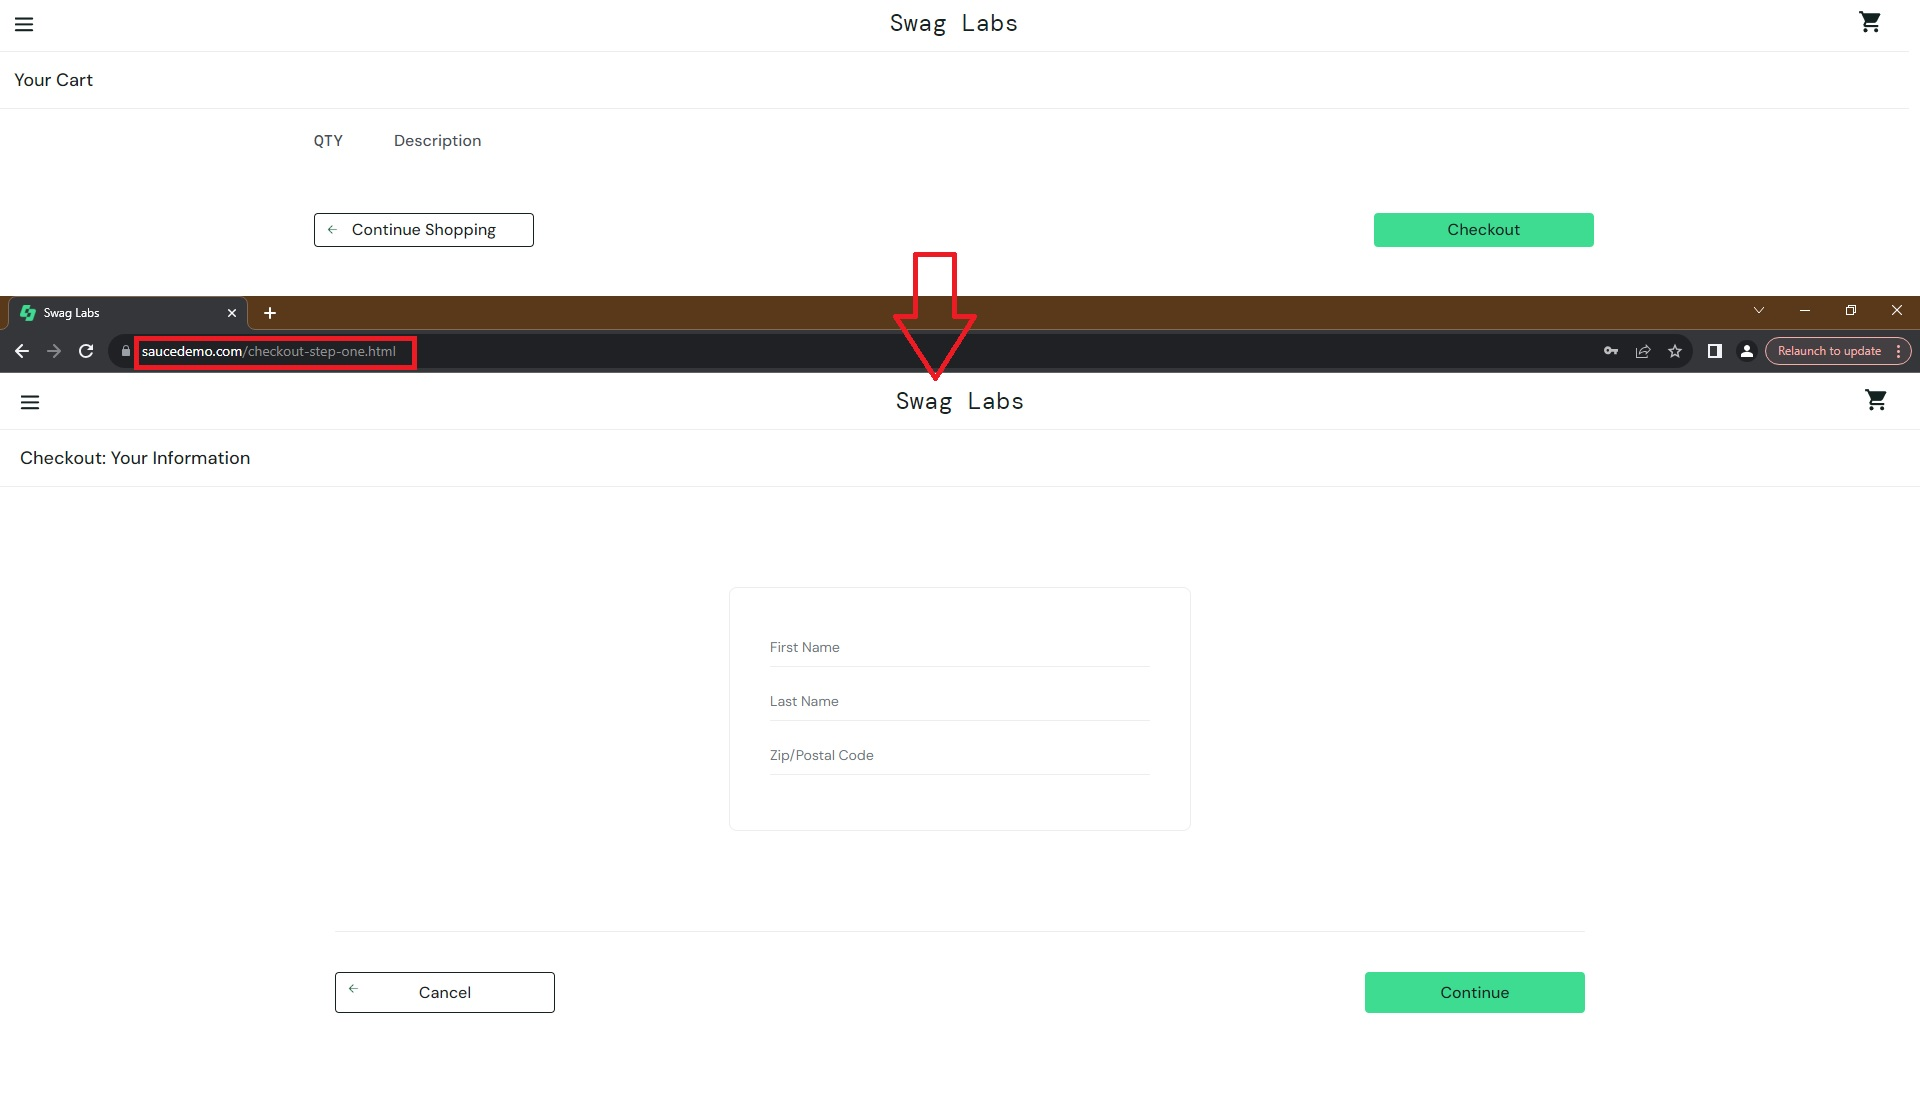 Swag Labs
Your Cart
QTY Description
Continue Shopping Checkout
Swag Labs
saucedemo.com/checkout-step-one.html Relaunch to update
Swag Labs
Checkout: Your Information
First Name
Last Name
Zip/Postal Code
Cancel Continue